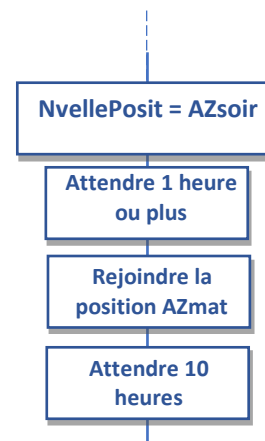 NvellePosit = AZsoir
Attendre 1 heure
ou plus
Rejoindre la
position AZmat
Attendre 10
heures